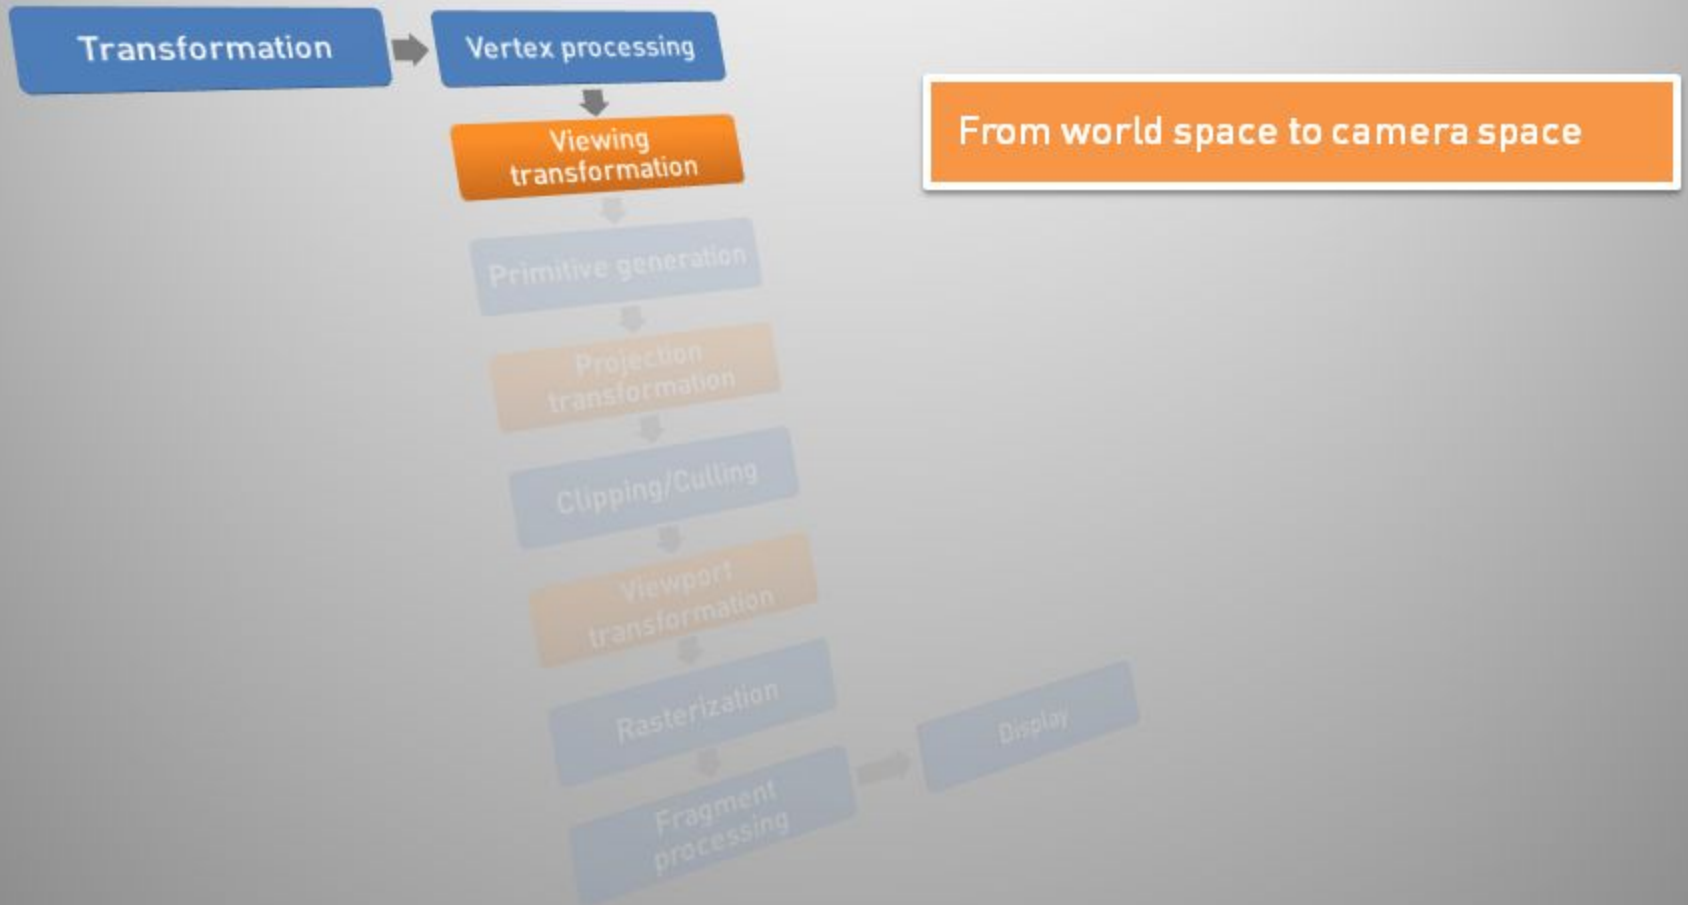 Transformation
Vertex processing
From world space to camera space
Viewing
transformation
Primitive generation
Projection
transformation
Clipping/Culling
Viewport
transformation
Rasterization
Display
Fragment
processing